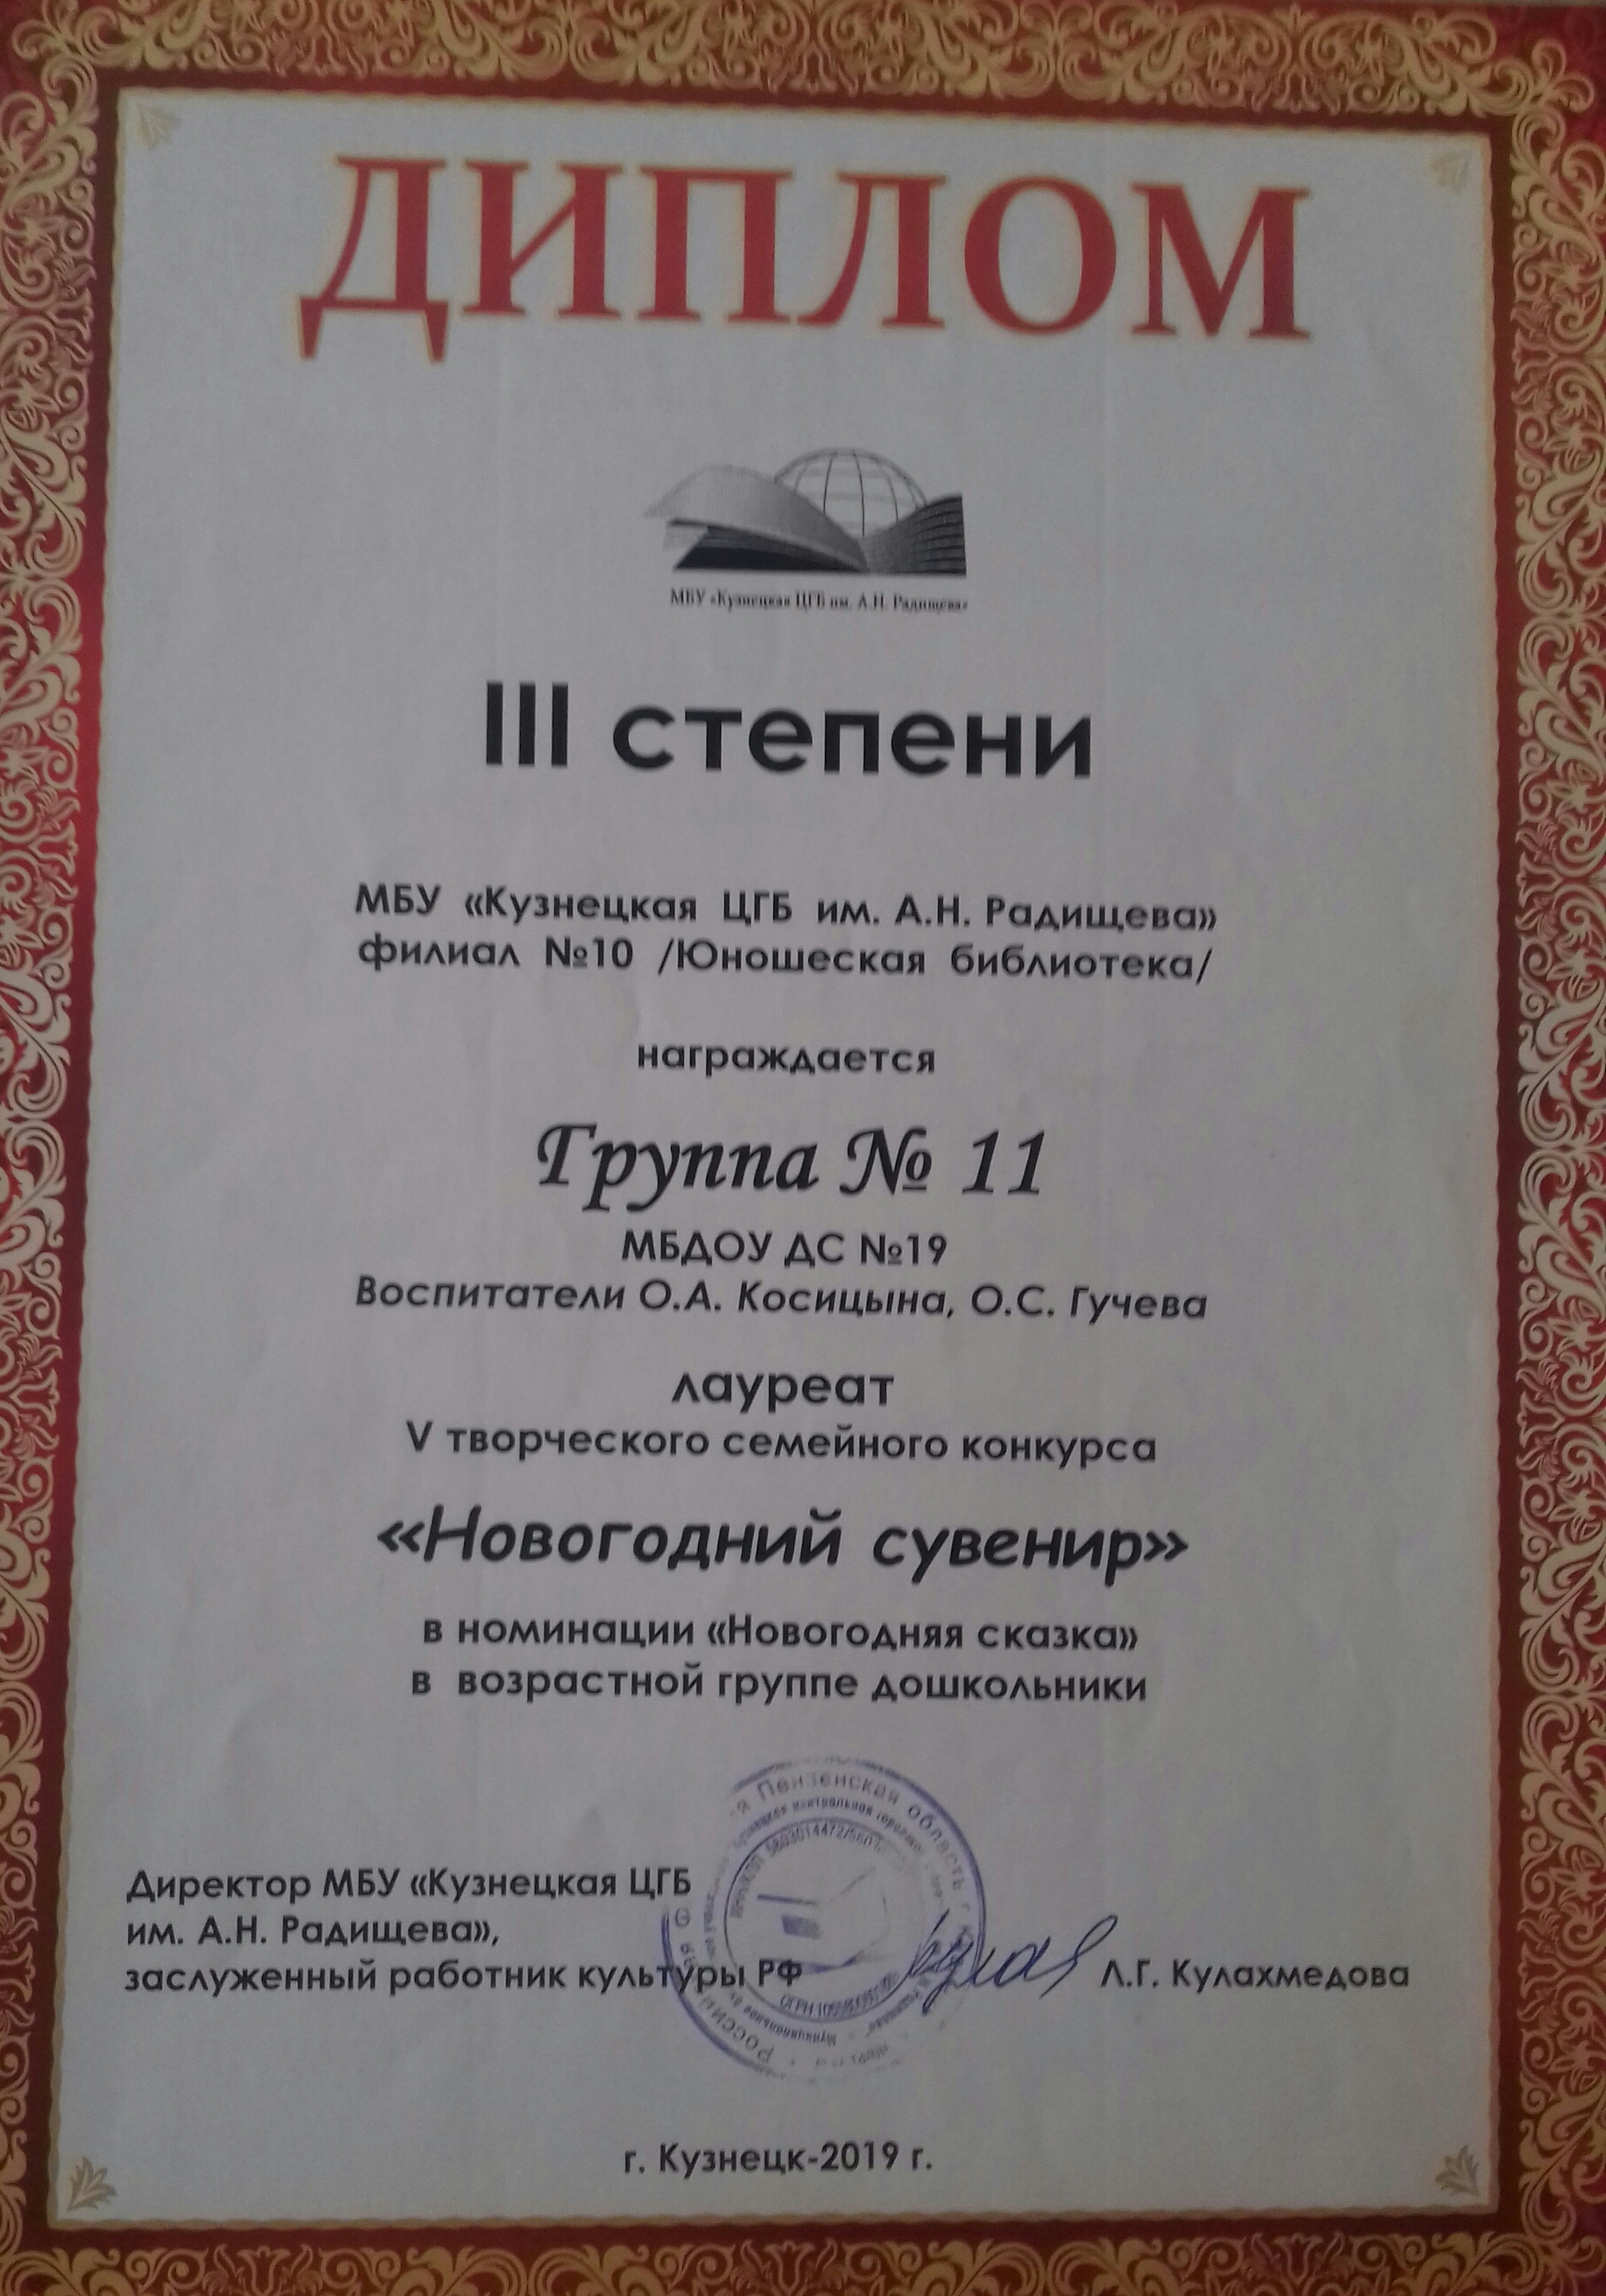 ДИПЛОМ
МБУ «Кузнецкая ЦГБ им. А.Н. Радищева»
III степени
МБУ «Кузнецкая ЦГБ им. А.Н. Радищева»
филиал №10 /Юношеская библиотека/
награждается
Группа № 11
МБДОУ ДС №19
Воспитатели О.А. Косицына, О.С. Гучева
лауреат
V творческого семейного конкурса
«Новогодний сувенир»
в номинации «Новогодняя сказка»
в возрастной группе дошкольники
Пензенская область
Директор МБУ «Кузнецкая ЦГБ
им. А.Н. Радищева»,
заслуженный работник культуры РФ
Л.Г. Кулахмедова
г. Кузнецк-2019 г.